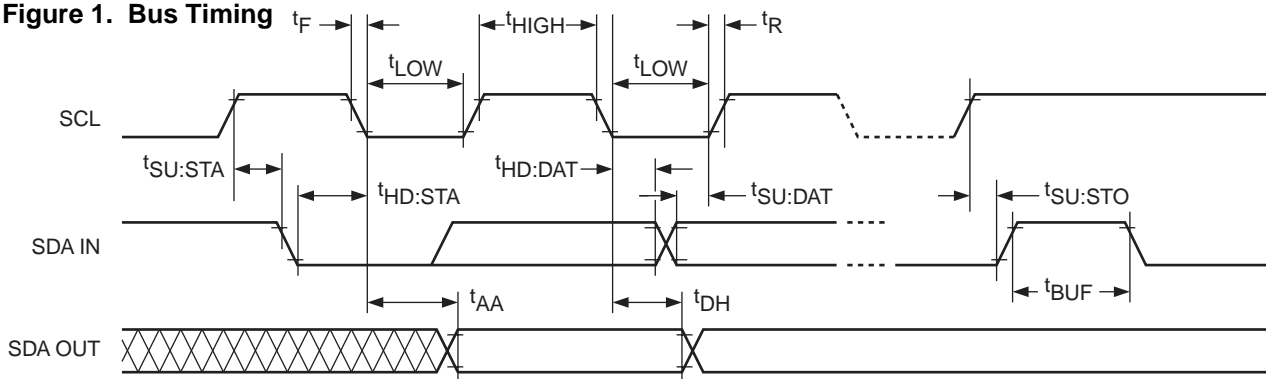 Figure 1. Bus Timing
tF tHIGH tR
tLOW tLOW
SCL
tSU:STA tHD:DAT
tHD:STA tSU:DAT tSU:STO
SDA IN
tBUF
tAA tDH
SDA OUT